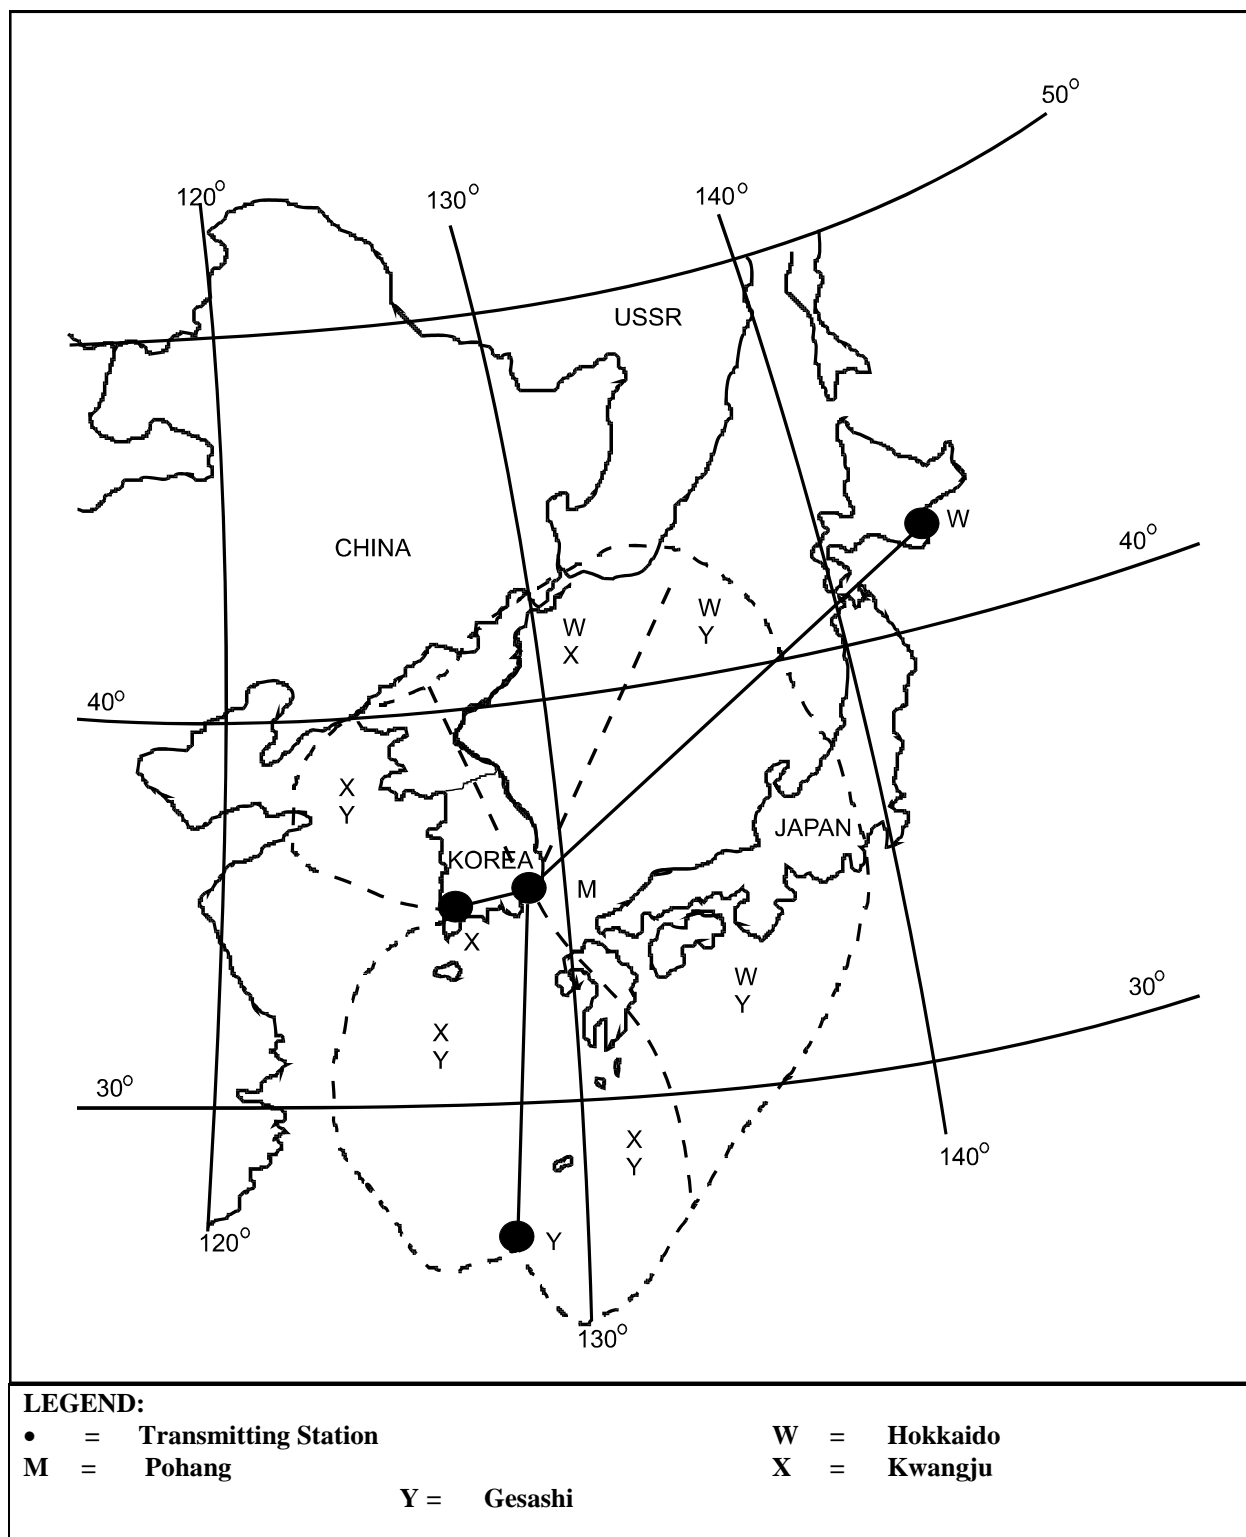 50°
120°
130°
140°
USSR
W
CHINA
40°
W
Y
W
X
40°
X
Y
JAPAN
KOREA
M
X
W
Y
30°
X
Y
30°
X
Y
140°
120°
Y
130°
LEGEND:
• = Transmitting Station
W = Hokkaido
M = Pohang
X = Kwangju
Y = Gesashi